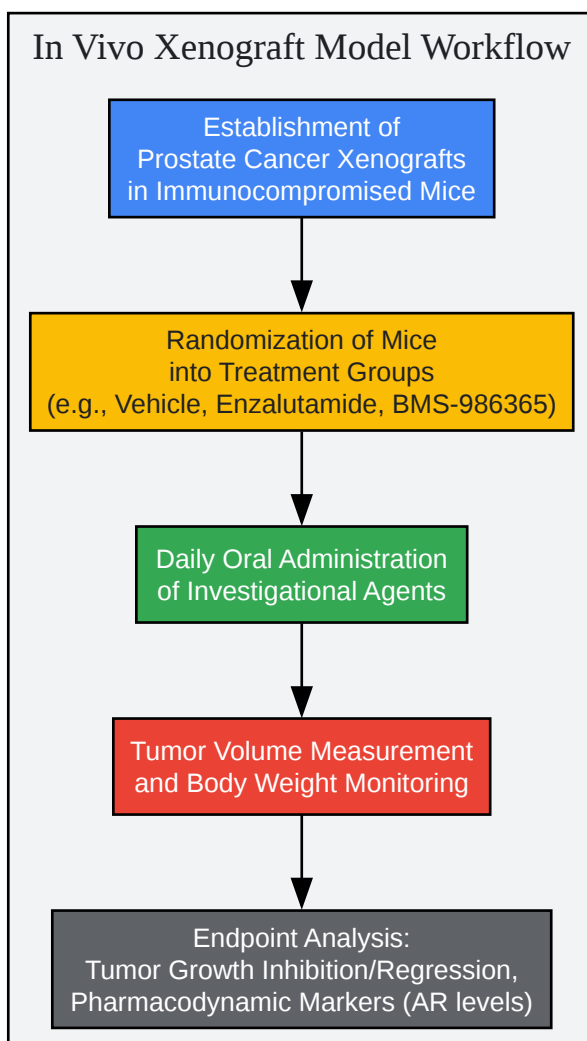 In Vivo Xenograft Model Workflow
Establishment of
Prostate Cancer Xenografts
in Immunocompromised Mice
Randomization of Mice
into Treatment Groups
(e.g., Vehicle, Enzalutamide, BMS-986365)
Daily Oral Administration
of Investigational Agents
Tumor Volume Measurement
and Body Weight Monitoring
Endpoint Analysis:
Tumor Growth Inhibition/Regression,
Pharmacodynamic Markers (AR levels)